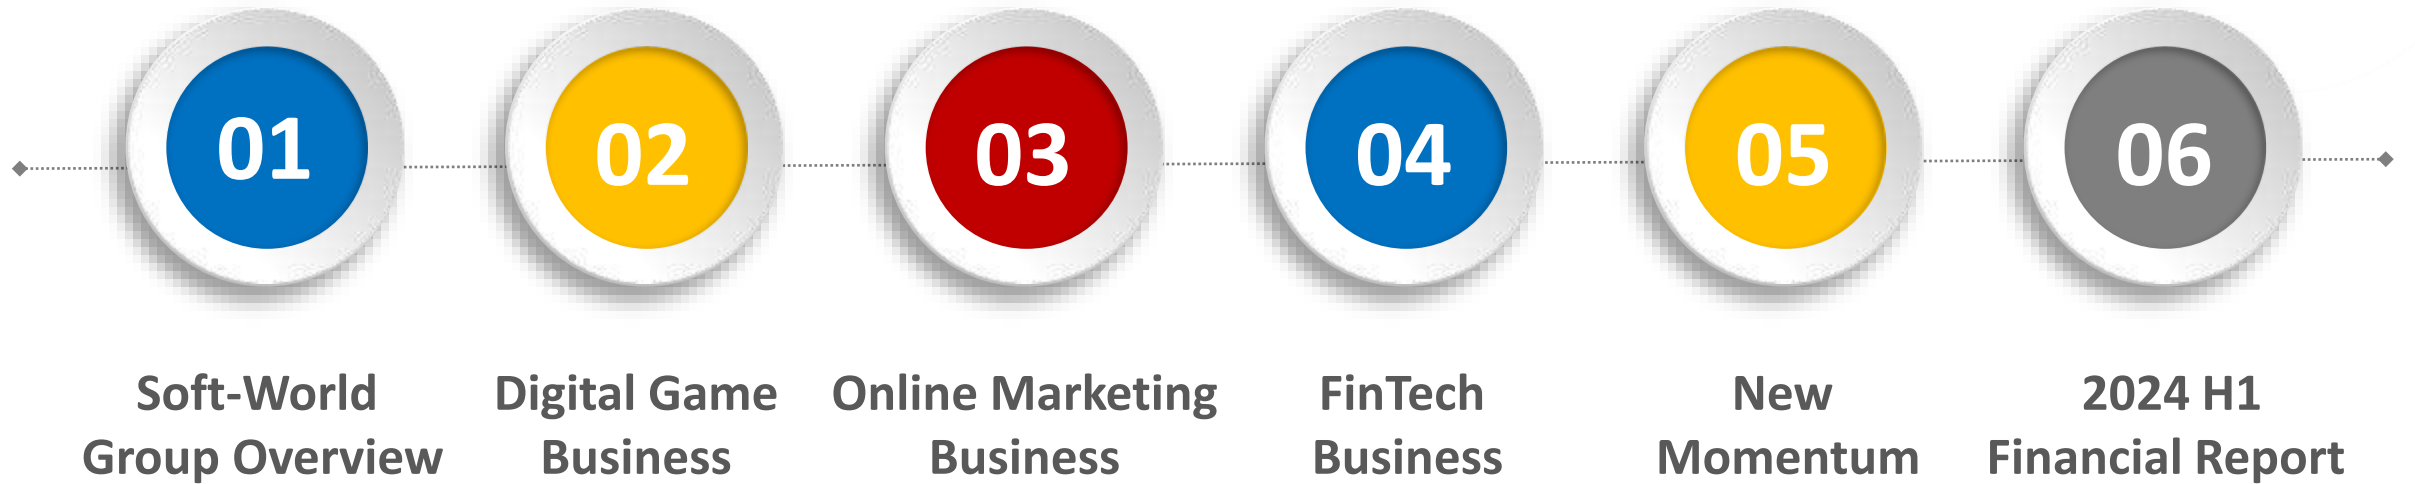 01
Soft-World
Group Overview
02
Digital Game
Business
03
Online Marketing
Business
04
FinTech
Business
05
New
Momentum
06
2024 H1
Financial Report